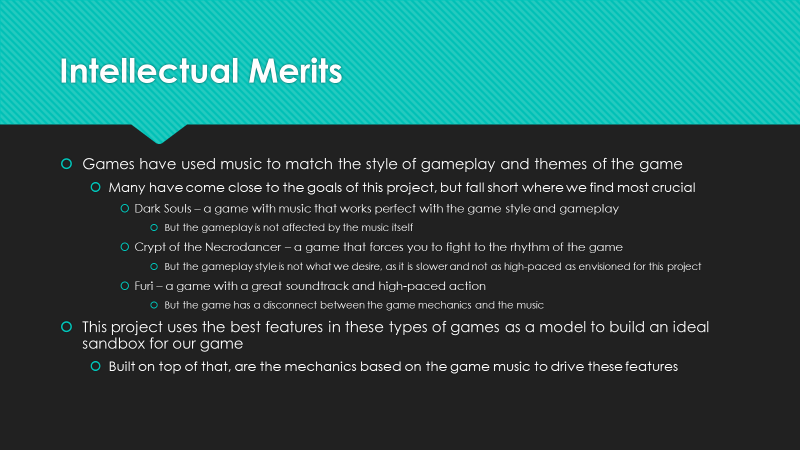 Intellectual Merits
Games have used music to match the style of gameplay and themes of the game
Many have come close to the goals of this project, but fall short where we find most crucial
Dark Souls – a game with music that works perfect with the game style and gameplay
But the gameplay is not affected by the music itself
Crypt of the Necrodancer – a game that forces you to fight to the rhythm of the game
But the gameplay style is not what we desire, as it is slower and not as high-paced as envisioned for this project
Furi – a game with a great soundtrack and high-paced action
But the game has a disconnect between the game mechanics and the music
This project uses the best features in these types of games as a model to build an ideal
sandbox for our game
Built on top of that, are the mechanics based on the game music to drive these features